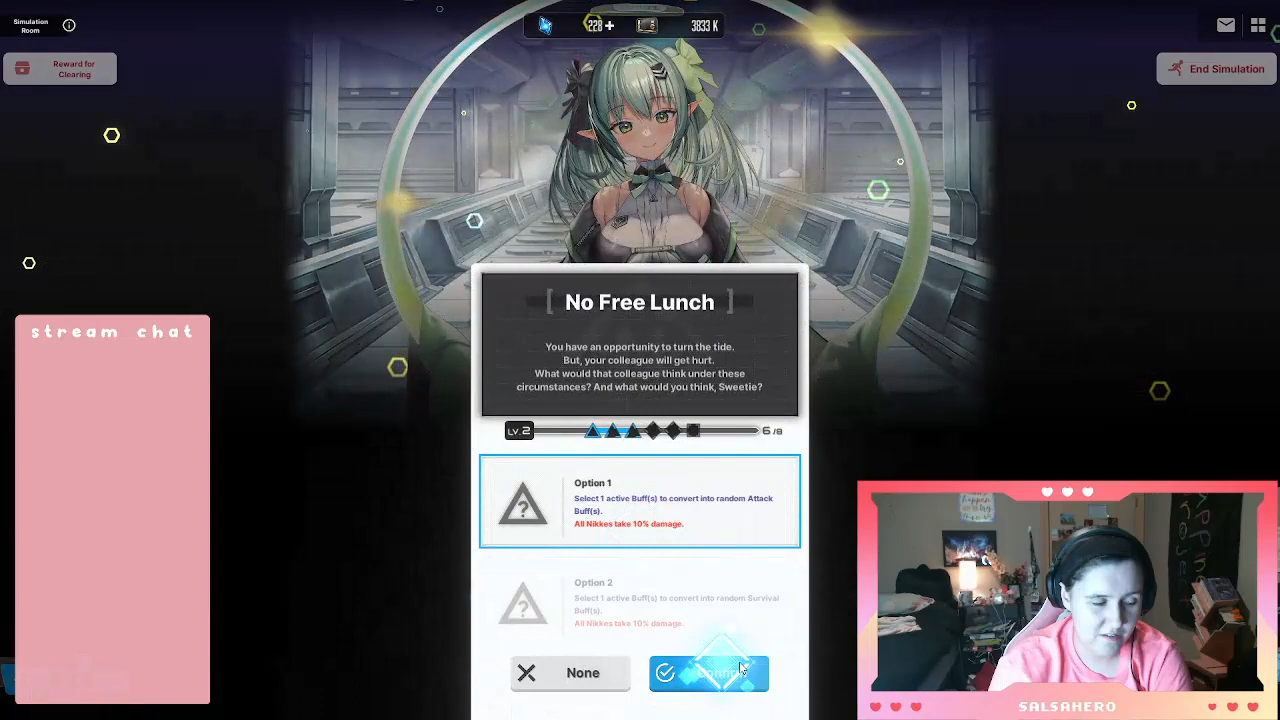 Simulation
Room
228 +
3833 K
Reward for
Clearing
End Simulation
No Free Lunch
You have an opportunity to turn the tide.
But, your colleague will get hurt.
What would that colleague think under these
circumstances? And what would you think, Sweetie?
LV.2
6 /8
stream chat
Option 1
Select 1 active Buff(s) to convert into random Attack
Buff(s).
All Nikkes take 10% damage.
Option 2
Select 1 active Buff(s) to convert into random Survival
Buff(s).
All Nikkes take 10% damage.
None
Confirm
SALSAHERO